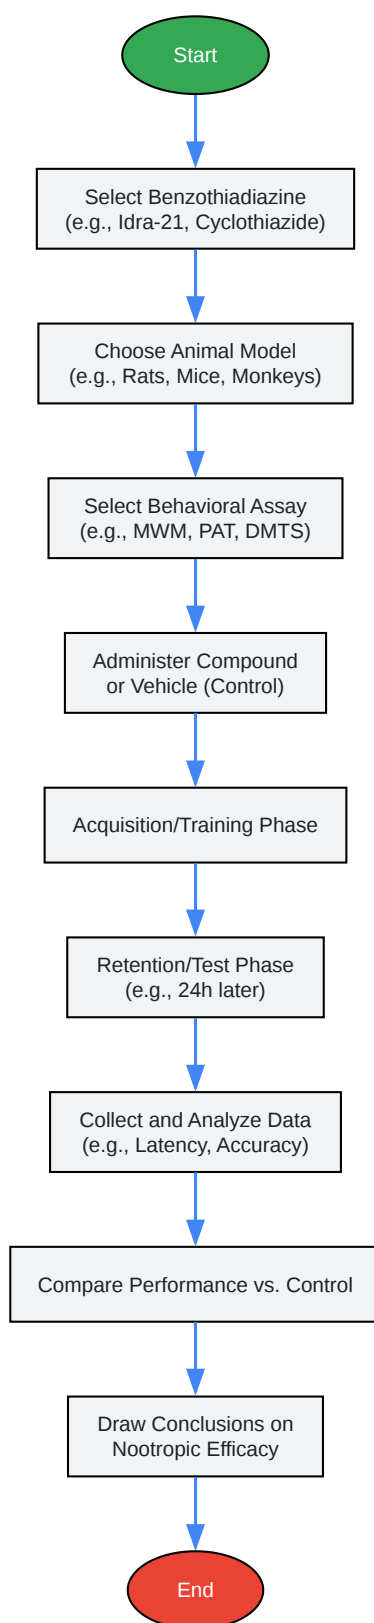 Start
Select Benzothiadiazine
(e.g., Idra-21, Cyclothiazide)
Choose Animal Model
(e.g., Rats, Mice, Monkeys)
Select Behavioral Assay
(e.g., MWM, PAT, DMTS)
Administer Compound
or Vehicle (Control)
Acquisition/Training Phase
Retention/Test Phase
(e.g., 24h later)
Collect and Analyze Data
(e.g., Latency, Accuracy)
Compare Performance vs. Control
Draw Conclusions on
Nootropic Efficacy
End